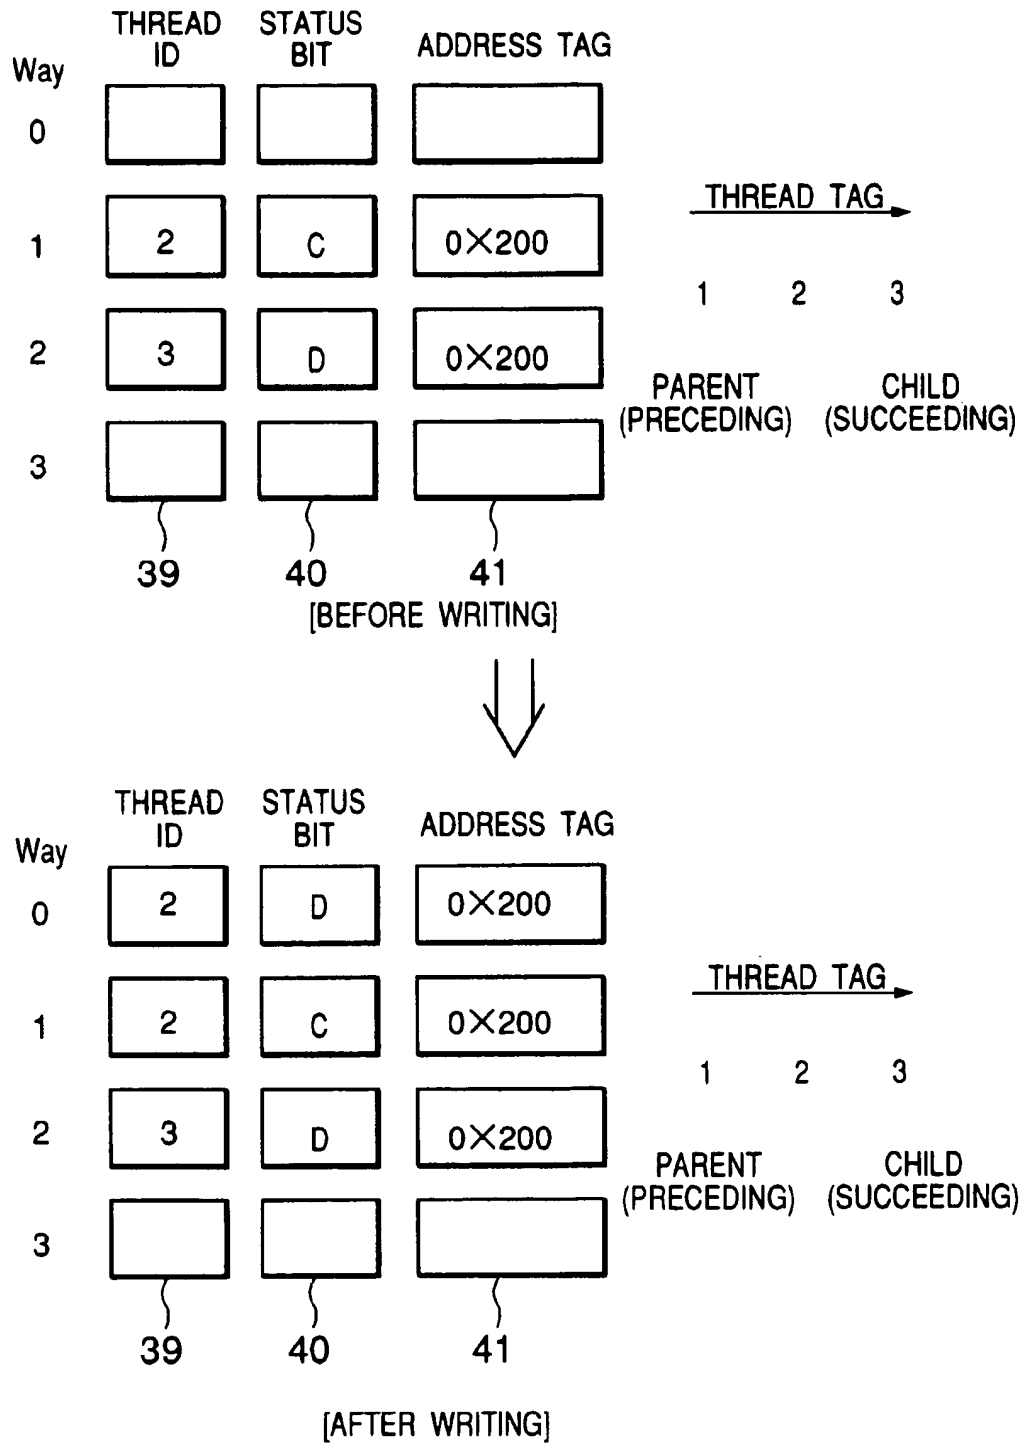 THREAD ID STATUS BIT ADDRESS TAG
Way
0
1 2 C 0×200
2 3 D 0×200
3
THREAD TAG
1 2 3
PARENT (PRECEDING) CHILD (SUCCEEDING)
39 40 41
[BEFORE WRITING]
THREAD ID STATUS BIT ADDRESS TAG
Way
0 2 D 0×200
1 2 C 0×200
2 3 D 0×200
3
THREAD TAG
1 2 3
PARENT (PRECEDING) CHILD (SUCCEEDING)
39 40 41
[AFTER WRITING]